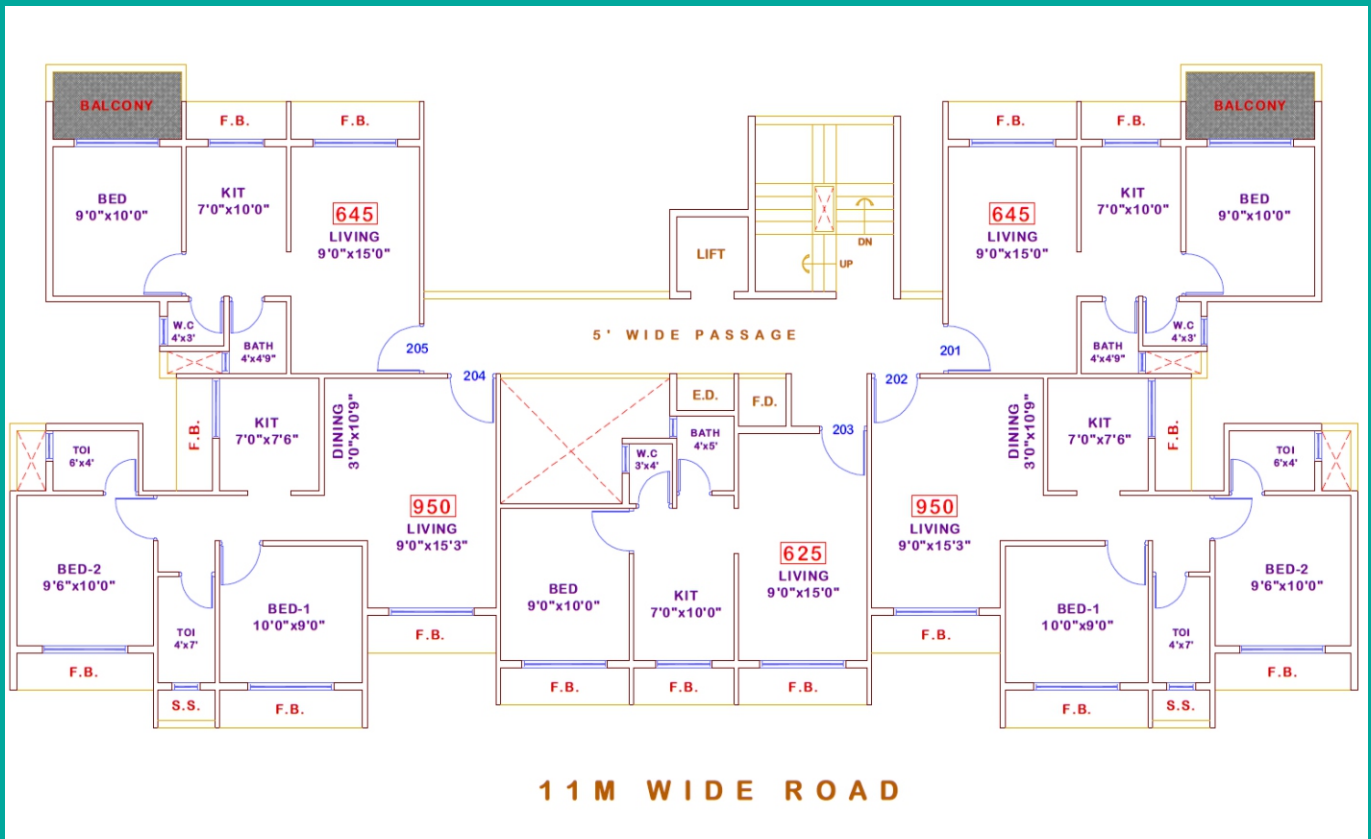 BALCONY
F.B.
F.B.
F.B.
F.B.
BALCONY
BED
9'0"x10'0"
KIT
7'0"x10'0"
645
LIVING
9'0"x15'0"
LIFT
DN
UP
645
LIVING
9'0"x15'0"
KIT
7'0"x10'0"
BED
9'0"x10'0"
W.C
4'x3'
BATH
4'x4'9"
205
5' WIDE PASSAGE
201
BATH
4'x4'9"
W.C
4'x3'
204
202
E.D.
F.D.
203
F.B.
KIT
7'0"x7'6"
DINING
3'0"x10'9"
BATH
4'x5'
W.C
3'x4'
DINING
3'0"x10'9"
KIT
7'0"x7'6"
F.B.
TOI
6'x4'
TOI
6'x4'
950
LIVING
9'0"x15'3"
950
LIVING
9'0"x15'3"
BED-2
9'6"x10'0"
BED-1
10'0"x9'0"
TOI
4'x7'
BED
9'0"x10'0"
KIT
7'0"x10'0"
625
LIVING
9'0"x15'0"
BED-1
10'0"x9'0"
TOI
4'x7'
BED-2
9'6"x10'0"
F.B.
S.S.
F.B.
F.B.
F.B.
F.B.
F.B.
F.B.
F.B.
S.S.
F.B.
11M WIDE ROAD